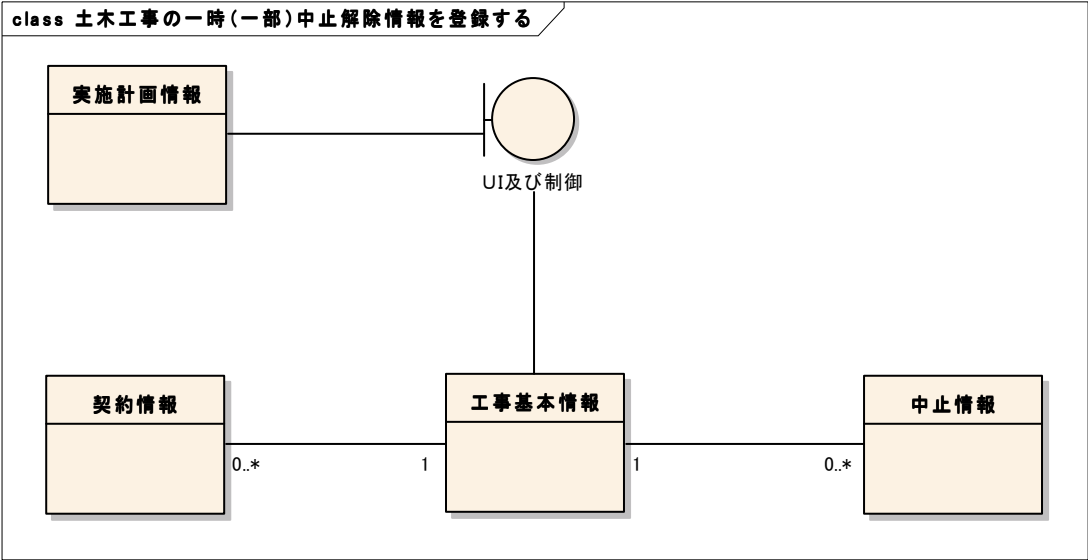 class 土木工事の一時(一部)中止解除情報を登録する
実施計画情報
UI及び制御
契約情報
工事基本情報
中止情報
0..*
1
1
0..*